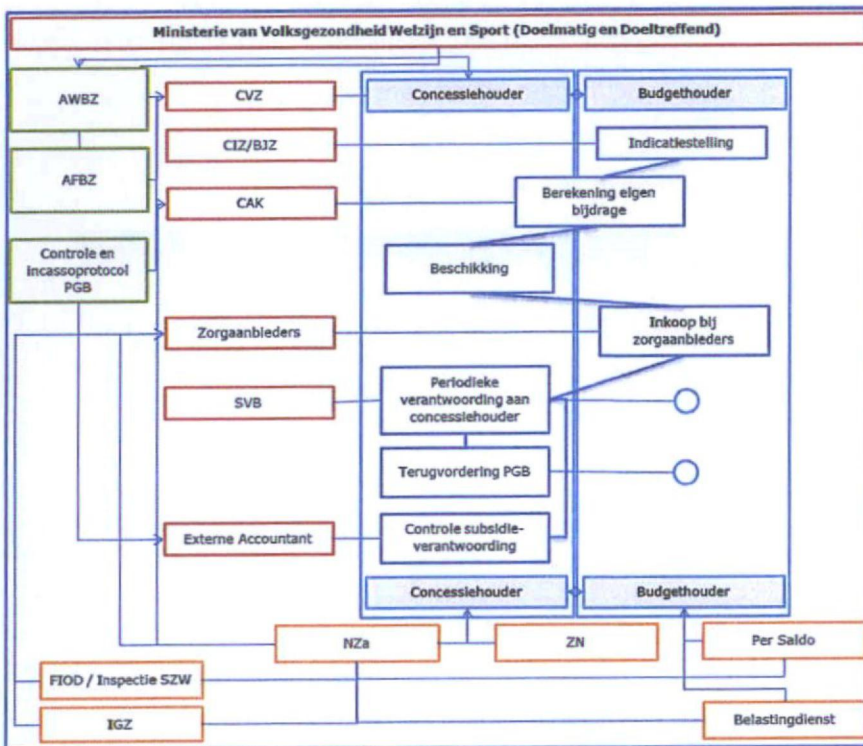 Ministerie van Volksgezondheid Welzijn en Sport (Doelmatig en Doeltreffend)
AWBZ
CVZ
Concessiehouder
Budgethouder
CIZ/BJZ
Indicatiestelling
AFBZ
CAK
Berekening eigen
bijdrage
Controle en
incassoprotocol
PGB
Beschikking
Zorgaanbieders
Inkoop bij
zorgaanbieders
SVB
Periodieke
verantwoording aan
concessiehouder
Terugvordering PGB
Externe Accountant
Controle subsidie-
verantwoording
Concessiehouder
Budgethouder
NZa
ZN
Per Saldo
FIOD / Inspectie SZW
IGZ
Belastingdienst